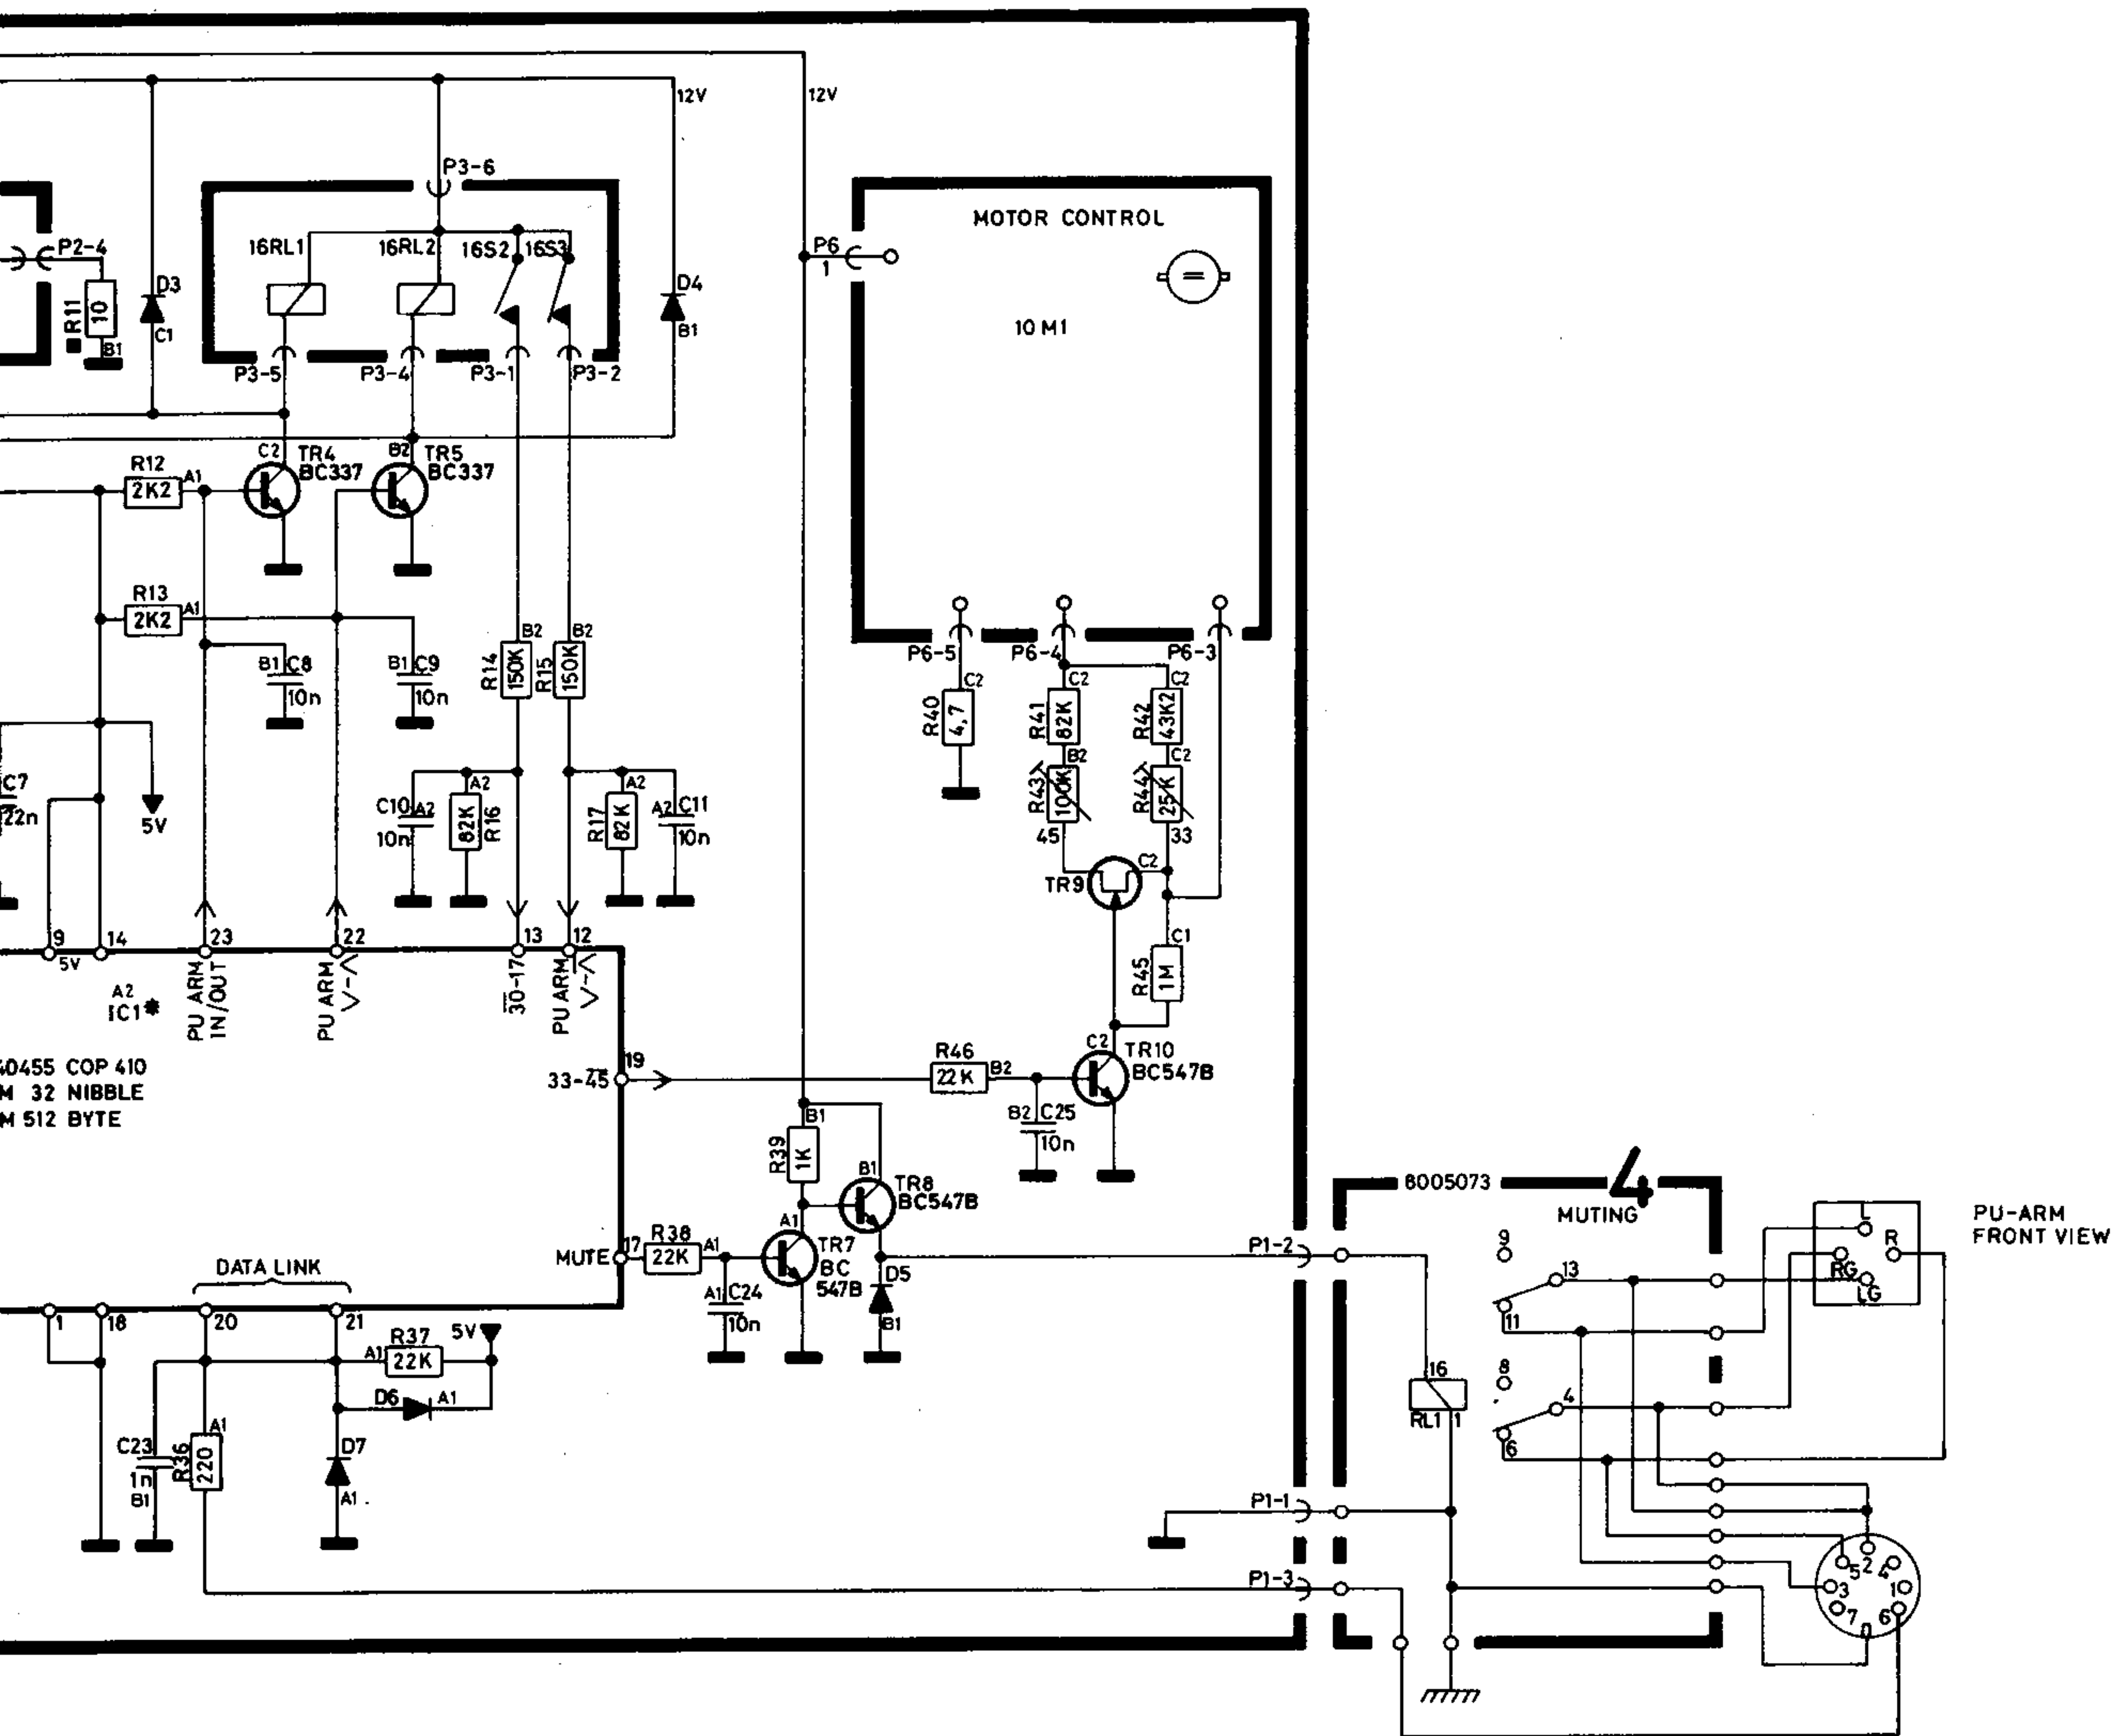 12V
12V
P3-6
MOTOR CONTROL
P2-4
16RL1
16RL2
16S2
16S3
P6
1
R11
10
B1
D3
C1
D4
B1
10 M1
P3-5
P3-4
P3-1
P3-2
R12
2K2
A1
C2
TR4
BC337
B2
TR5
BC337
R13
2K2
A1
B1
C8
10n
B1
C9
10n
R14
150K
B2
R15
150K
B2
P6-5
P6-4
P6-3
R40
4,7
C2
R41
82K
C2
R42
43K2
C2
R43
100K
B2
45
R44
25K
C2
33
C7
22n
5V
C10
A2
10n
A2
82K
R16
R17
82K
A2
A2
C11
10n
TR9
C2
9
14
23
22
13
12
5V
A2
IC1*
PU ARM
IN/OUT
PU ARM
V-Λ
30-17
PU ARM
V-Λ
R45
1M
C1
40455 COP 410
M 32 NIBBLE
M 512 BYTE
33-45
19
R46
22K
B2
C2
TR10
BC547B
B2
C25
10n
R39
1K
B1
B1
TR8
BC547B
8005073
4
MUTING
PU-ARM
FRONT VIEW
L
R
RG
LG
MUTE
17
R38
22K
A1
A1
TR7
BC
547B
A1
C24
10n
D5
B1
P1-2
9
13
11
8
4
6
DATA LINK
1
18
20
21
R37
A1
22K
5V
D6
A1
C23
1n
B1
R36
220
A1
D7
A1
16
RL1
1
P1-1
P1-3
5
2
4
3
1
7
6